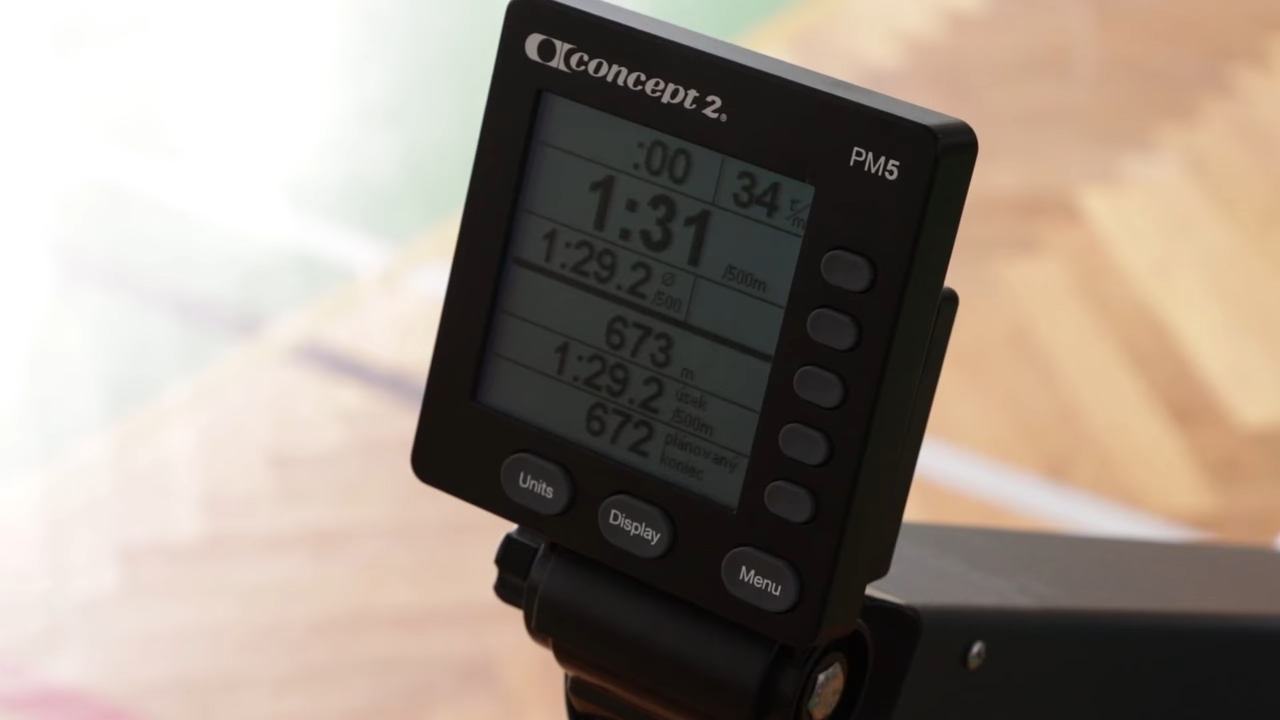 concept 2®
PM5
:00 34 r/m
1:31 /500m
1:29.2 ∅ /500
673 m
1:29.2 úsek /500m
672 plánovaný koniec
Units
Display
Menu